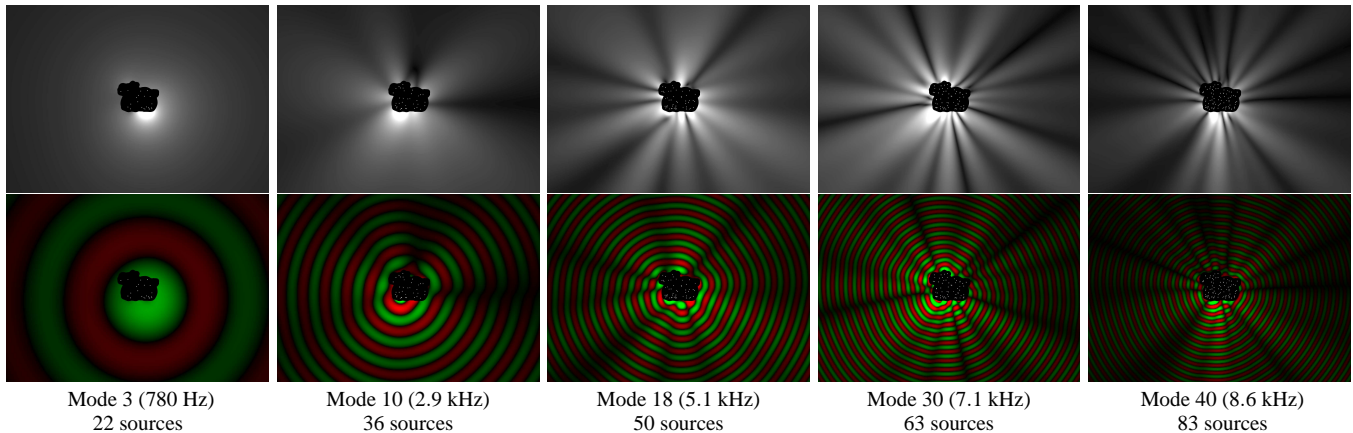 Mode 3 (780 Hz)
22 sources
Mode 10 (2.9 kHz)
36 sources
Mode 18 (5.1 kHz)
50 sources
Mode 30 (7.1 kHz)
63 sources
Mode 40 (8.6 kHz)
83 sources